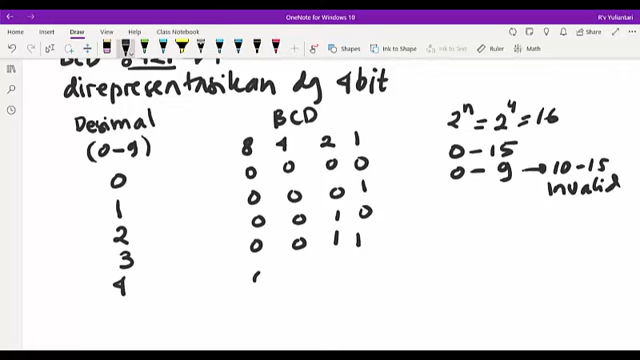 OneNote for Windows 10
R'y Yuliantari
Home Insert Draw View Help Class Notebook
Share
Shapes Ink to Shape Ink to Text Ruler Math
BCD 8421
direpresentasikan dg 4bit
Desimal BCD
(0-9) 8 4 2 1
0 0 0 0 0
1 0 0 0 1
2 0 0 1 0
3 0 0 1 1
4
2ⁿ = 2⁴ = 16
0 - 15
0 - 9 → 10-15
invalid